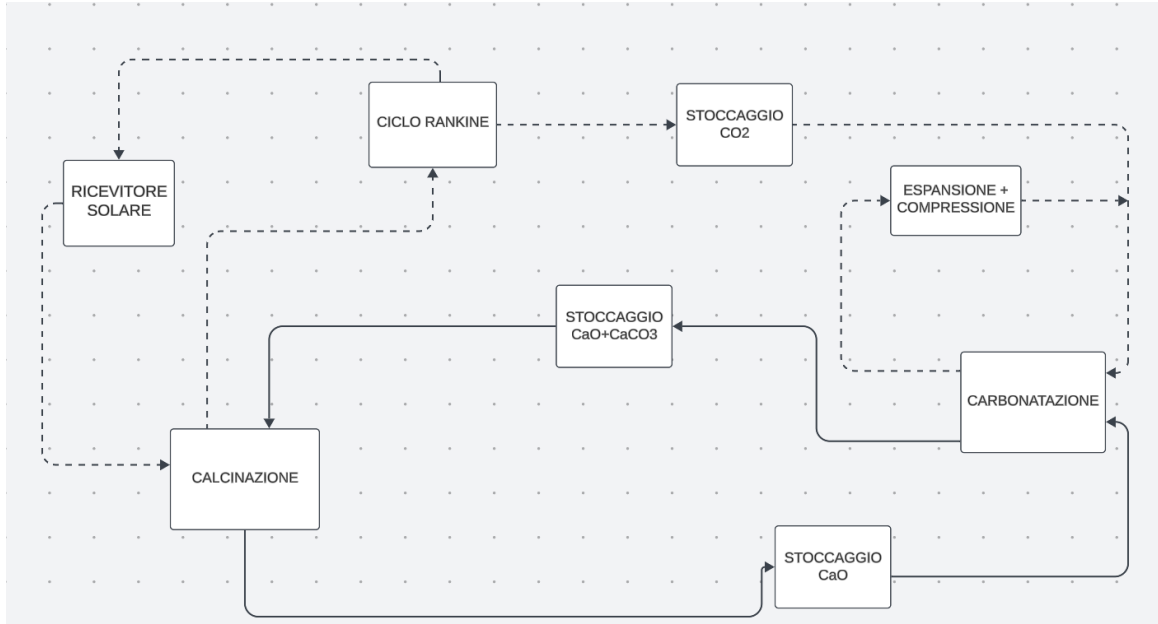 CICLO RANKINE
STOCCAGGIO
CO2
RICEVITORE
SOLARE
ESPANSIONE +
COMPRESSIONE
STOCCAGGIO
CaO+CaCO3
CARBONATAZIONE
CALCINAZIONE
STOCCAGGIO
CaO